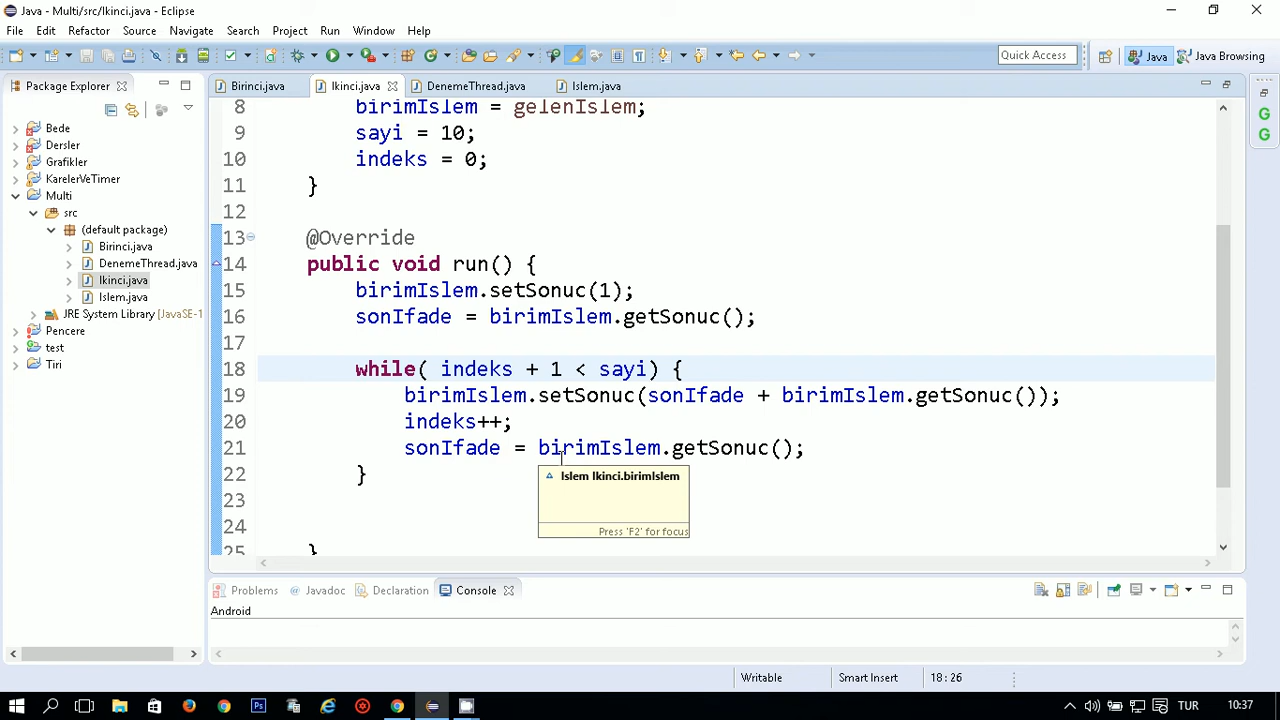 Java - Multi/src/Ikinci.java - Eclipse
File Edit Refactor Source Navigate Search Project Run Window Help
Quick Access
Java
Java Browsing
Package Explorer
Birinci.java
Ikinci.java
DenemeThread.java
Islem.java
Bede
Dersler
Grafikler
KarelerVeTimer
Multi
src
(default package)
Birinci.java
DenemeThread.java
Ikinci.java
Islem.java
JRE System Library [JavaSE-1
Pencere
test
Tiri
8 birimIslem = gelenIslem;
9 sayi = 10;
10 indeks = 0;
11 }
12
13 @Override
14 public void run() {
15 birimIslem.setSonuc(1);
16 sonIfade = birimIslem.getSonuc();
17
18 while( indeks + 1 < sayi) {
19 birimIslem.setSonuc(sonIfade + birimIslem.getSonuc());
20 indeks++;
21 sonIfade = birimIslem.getSonuc();
22 }
23
24
25 }
Islem Ikinci.birimIslem
Press 'F2' for focus
Problems @ Javadoc Declaration Console
Android
Writable
Smart Insert
18 : 26
TUR
10:37